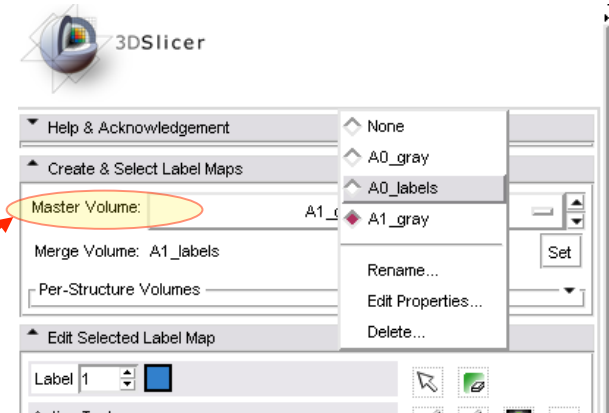 3DSlicer
Help & Acknowledgement
None
A0_gray
Create & Select Label Maps
A0_labels
Master Volume:
A1_g
A1_gray
Merge Volume: A1_labels
Set
Rename...
Per-Structure Volumes
Edit Properties...
Edit Selected Label Map
Delete...
Label 1